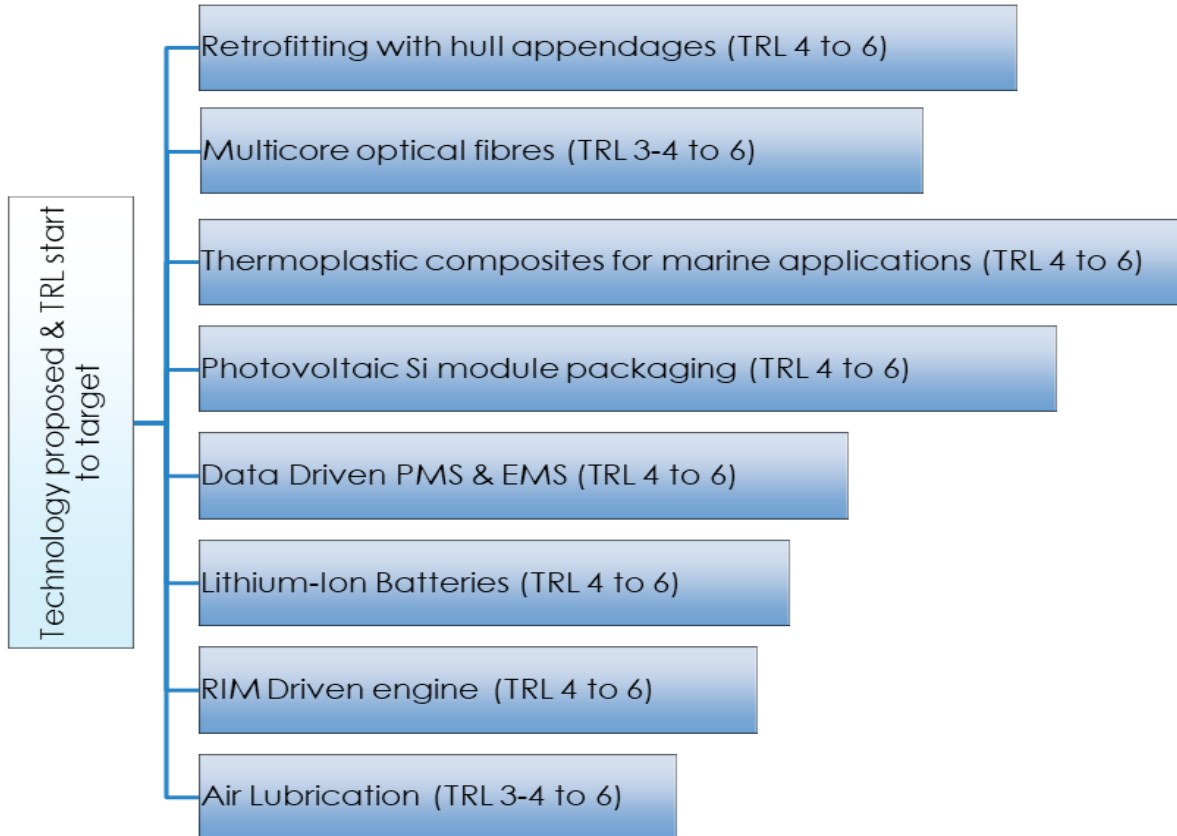 Technology proposed & TRL start
to target
Retrofitting with hull appendages (TRL 4 to 6)
Multicore optical fibres (TRL 3-4 to 6)
Thermoplastic composites for marine applications (TRL 4 to 6)
Photovoltaic Si module packaging (TRL 4 to 6)
Data Driven PMS & EMS (TRL 4 to 6)
Lithium-Ion Batteries (TRL 4 to 6)
RIM Driven engine (TRL 4 to 6)
Air Lubrication (TRL 3-4 to 6)